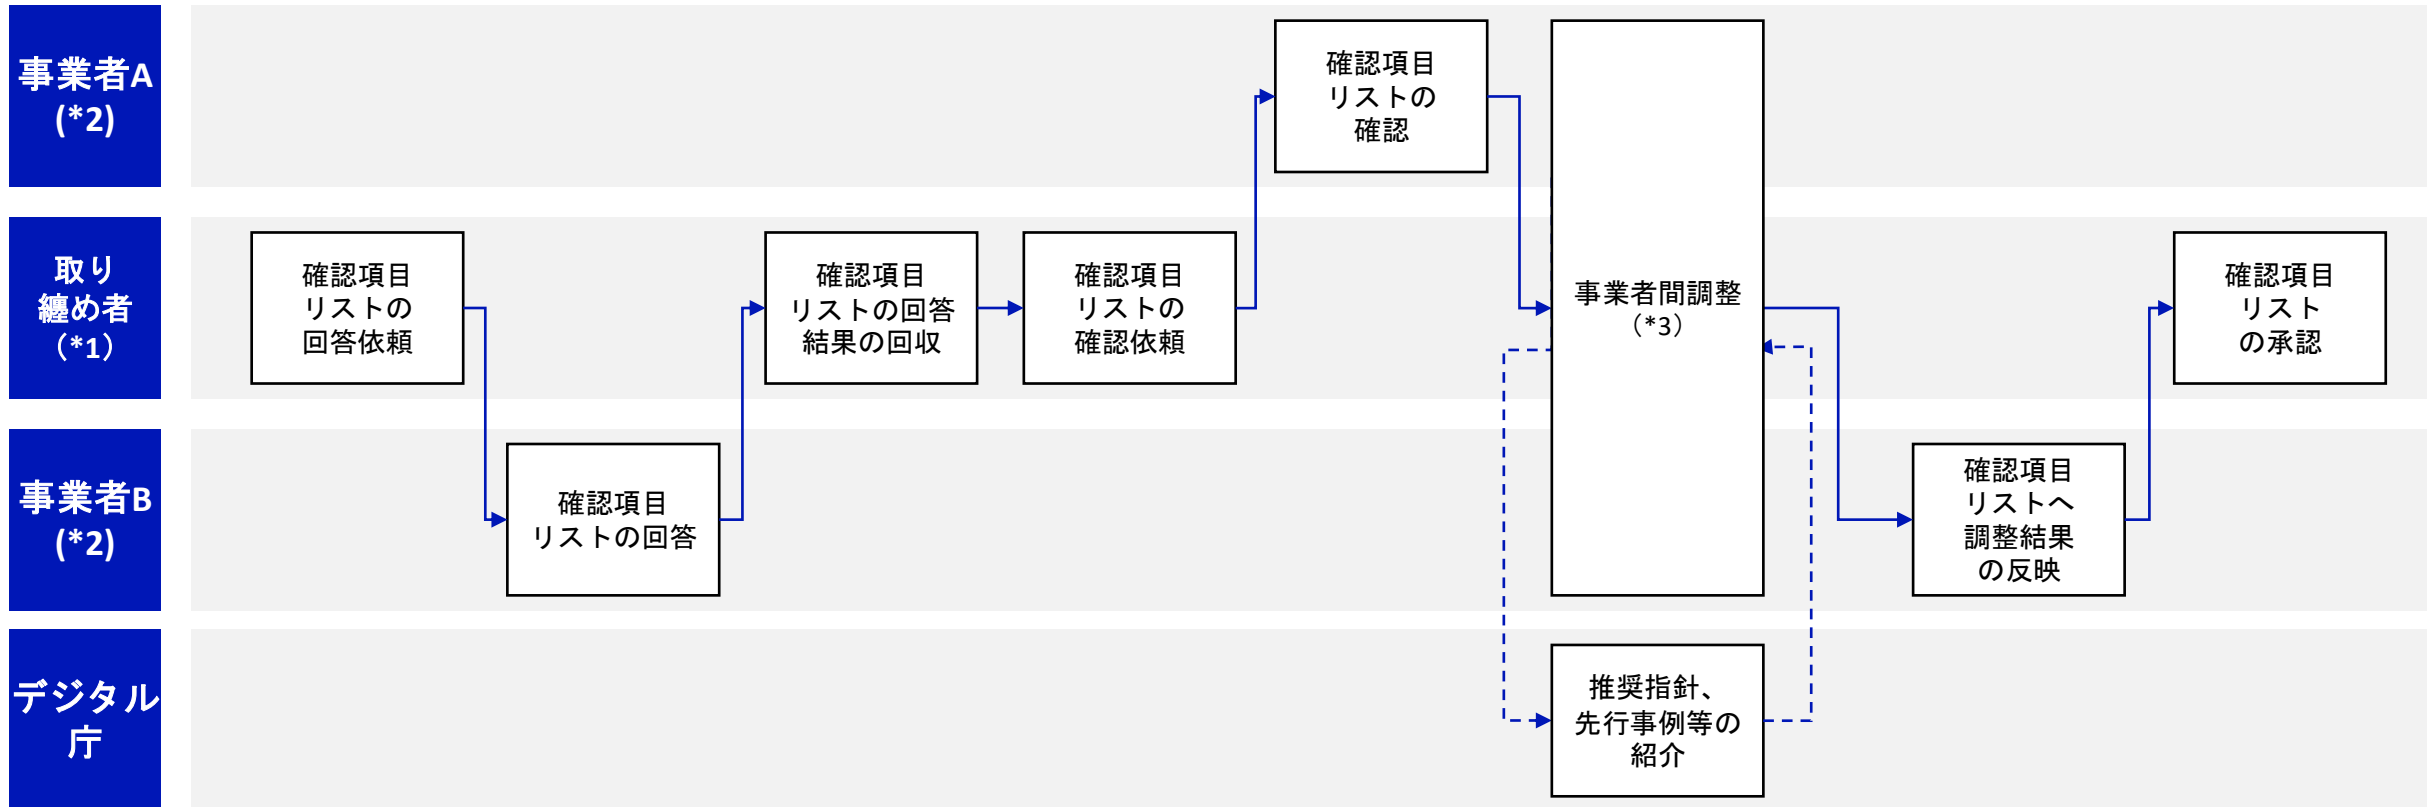 事業者A
(*2)
確認項目
リストの
確認
取り
纏め者
（*1）
確認項目
リストの
回答依頼
確認項目
リストの回答
結果の回収
確認項目
リストの
確認依頼
事業者間調整
（*3）
確認項目
リスト
の承認
事業者B
(*2)
確認項目
リストの回答
確認項目
リストへ
調整結果
の反映
デジタル
庁
推奨指針、
先行事例等の
紹介